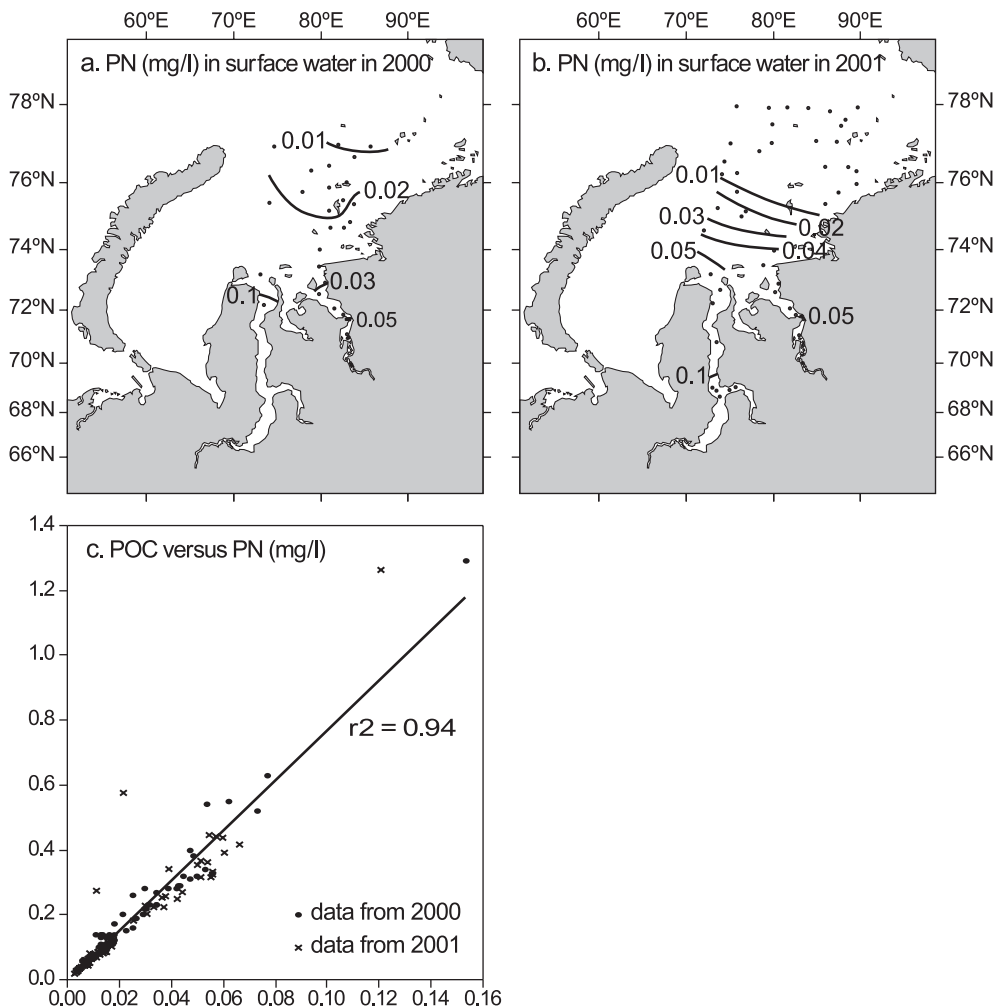 60ºE 70ºE 80ºE 90ºE 60ºE 70ºE 80ºE 90ºE
a. PN (mg/l) in surface water in 2000
b. PN (mg/l) in surface water in 2001
78ºN
76ºN
74ºN
72ºN
70ºN
68ºN
66ºN
0.01
0.02
0.03
0.1
0.05
0.01
0.02
0.03
0.04
0.05
0.05
0.1
78ºN
76ºN
74ºN
72ºN
70ºN
68ºN
66ºN
c. POC versus PN (mg/l)
1.4
1.2
1.0
0.8
0.6
0.4
0.2
0.0
r2 = 0.94
data from 2000
data from 2001
0.00 0.02 0.04 0.06 0.08 0.10 0.12 0.14 0.16